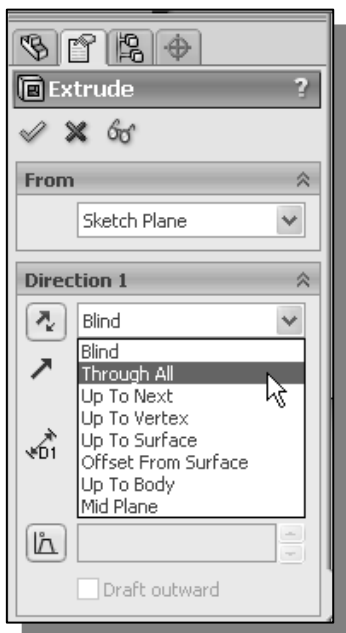 Extrude ?
From
Sketch Plane
Direction 1
Blind
Blind
Through All
Up To Next
Up To Vertex
Up To Surface
Offset From Surface
Up To Body
Mid Plane
D1
Draft outward